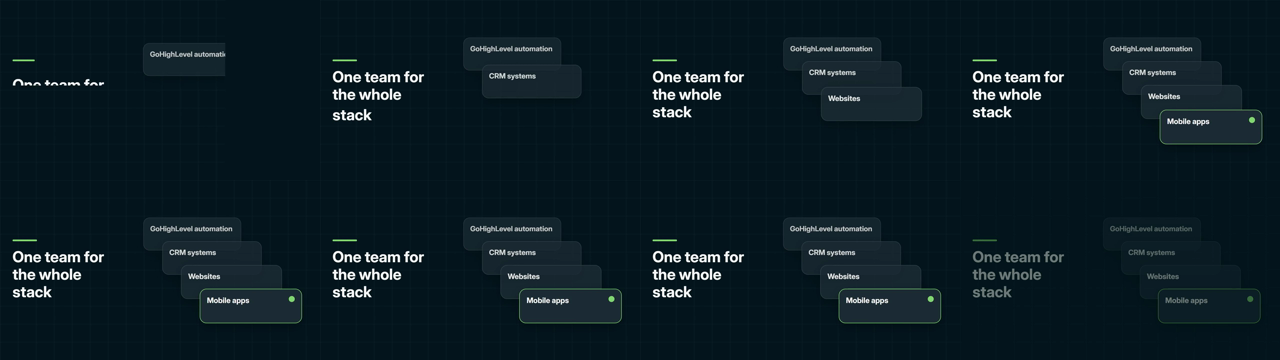 GoHighLevel automati
One team for
GoHighLevel automation
CRM systems
One team for
the whole
stack
GoHighLevel automation
CRM systems
Websites
One team for
the whole
stack
GoHighLevel automation
CRM systems
Websites
Mobile apps
One team for
the whole
stack
GoHighLevel automation
CRM systems
Websites
Mobile apps
One team for
the whole
stack
GoHighLevel automation
CRM systems
Websites
Mobile apps
One team for
the whole
stack
GoHighLevel automation
CRM systems
Websites
Mobile apps
One team for
the whole
stack
GoHighLevel automation
CRM systems
Websites
Mobile apps
One team for
the whole
stack